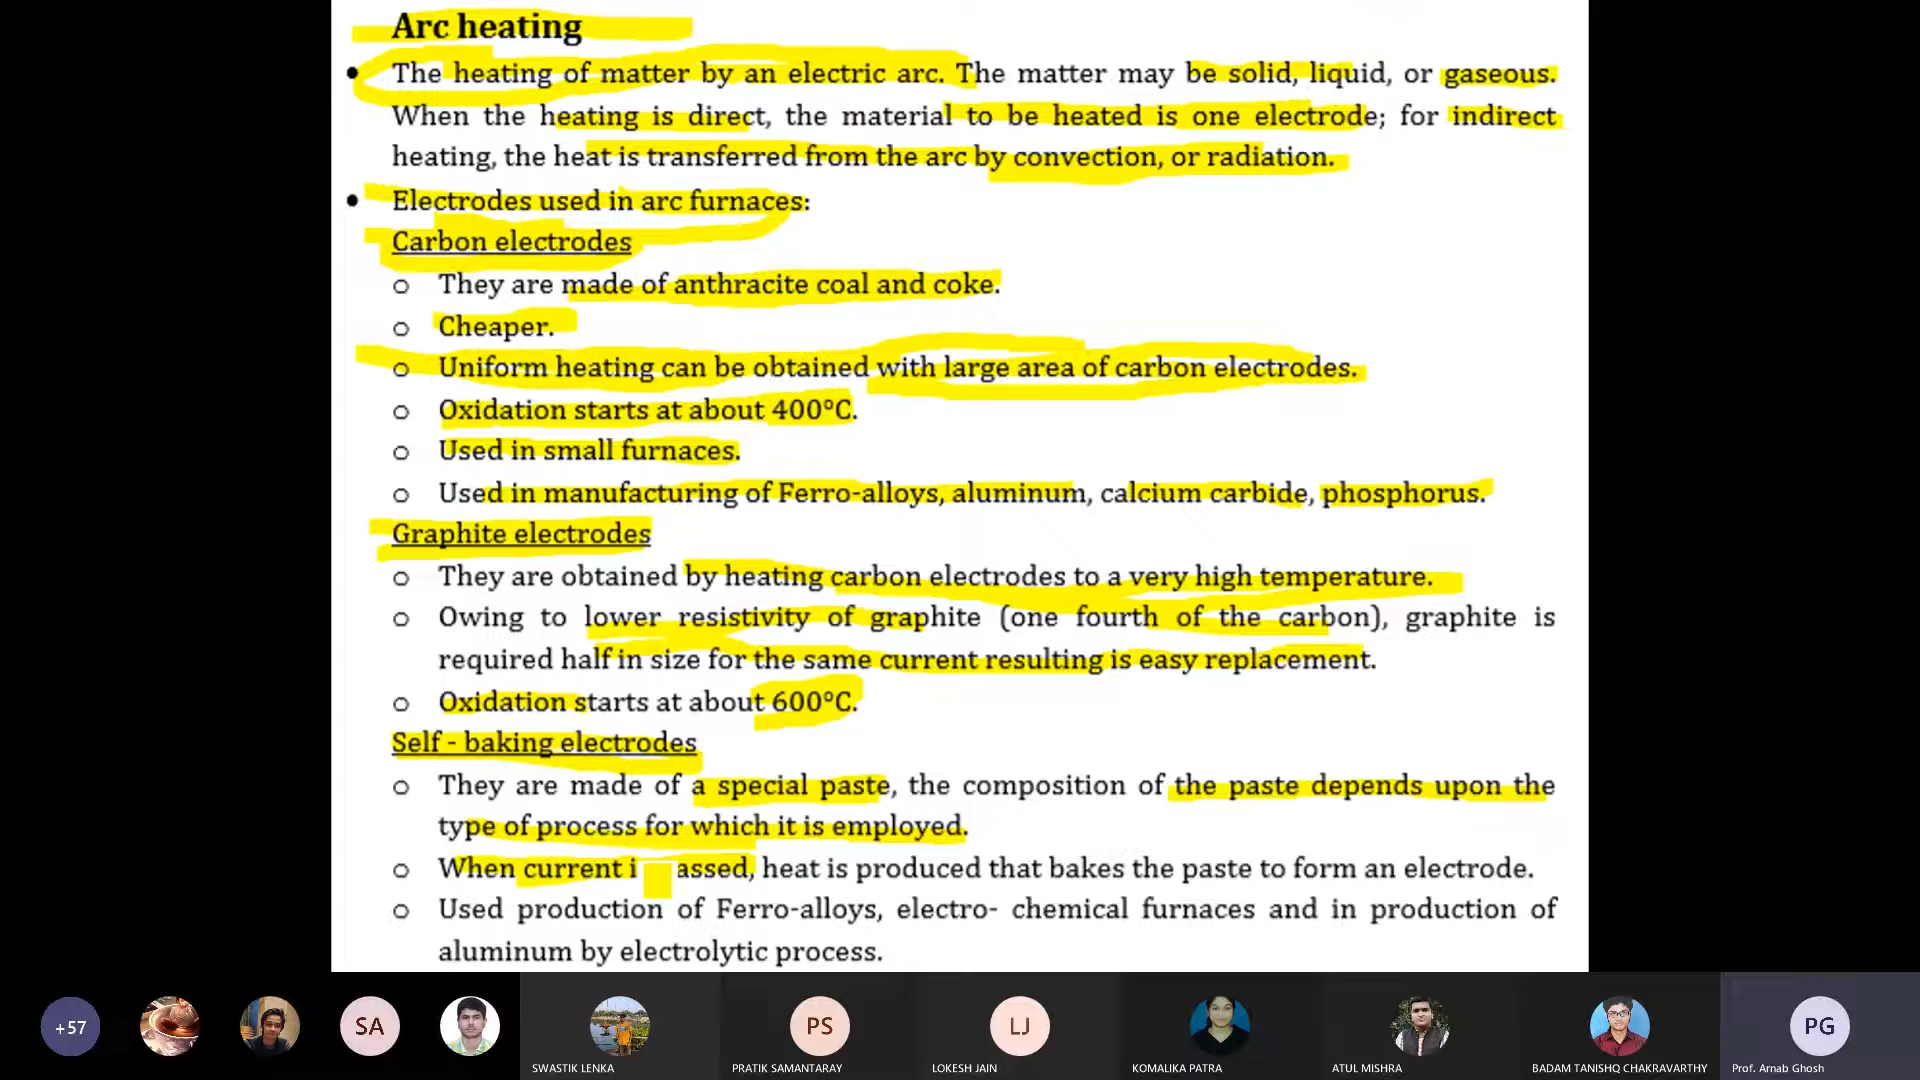 Arc heating
• The heating of matter by an electric arc. The matter may be solid, liquid, or gaseous.
When the heating is direct, the material to be heated is one electrode; for indirect
heating, the heat is transferred from the arc by convection, or radiation.
• Electrodes used in arc furnaces:
Carbon electrodes
o They are made of anthracite coal and coke.
o Cheaper.
o Uniform heating can be obtained with large area of carbon electrodes.
o Oxidation starts at about 400°C.
o Used in small furnaces.
o Used in manufacturing of Ferro-alloys, aluminum, calcium carbide, phosphorus.
Graphite electrodes
o They are obtained by heating carbon electrodes to a very high temperature.
o Owing to lower resistivity of graphite (one fourth of the carbon), graphite is
required half in size for the same current resulting is easy replacement.
o Oxidation starts at about 600°C.
Self - baking electrodes
o They are made of a special paste, the composition of the paste depends upon the
type of process for which it is employed.
o When current i assed, heat is produced that bakes the paste to form an electrode.
o Used production of Ferro-alloys, electro- chemical furnaces and in production of
aluminum by electrolytic process.
+57 SA PS LJ PG
SWASTIK LENKA PRATIK SAMANTARAY LOKESH JAIN KOMALIKA PATRA ATUL MISHRA BADAM TANISHQ CHAKRAVARTHY Prof. Arnab Ghosh